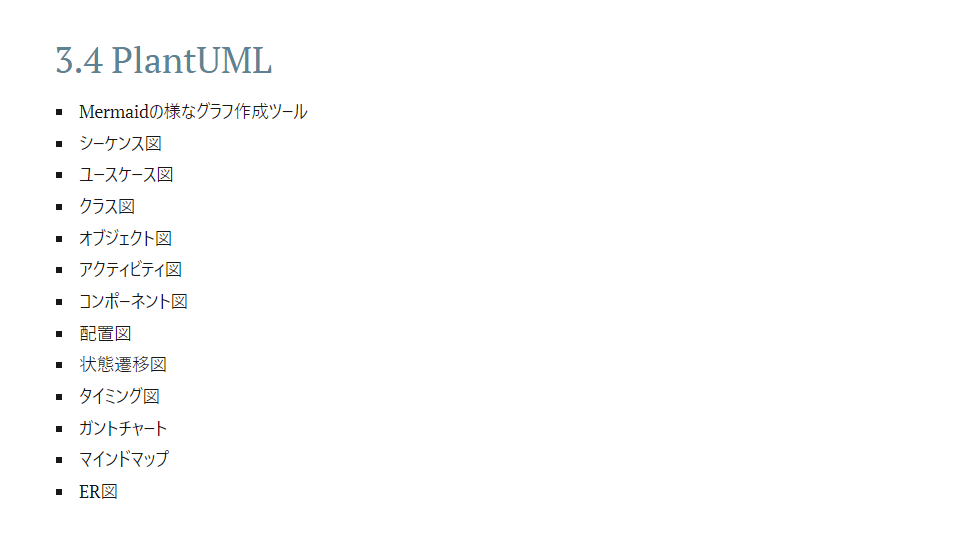 3.4 PlantUML
▪ Mermaidの様なグラフ作成ツール
▪ シーケンス図
▪ ユースケース図
▪ クラス図
▪ オブジェクト図
▪ アクティビティ図
▪ コンポーネント図
▪ 配置図
▪ 状態遷移図
▪ タイミング図
▪ ガントチャート
▪ マインドマップ
▪ ER図